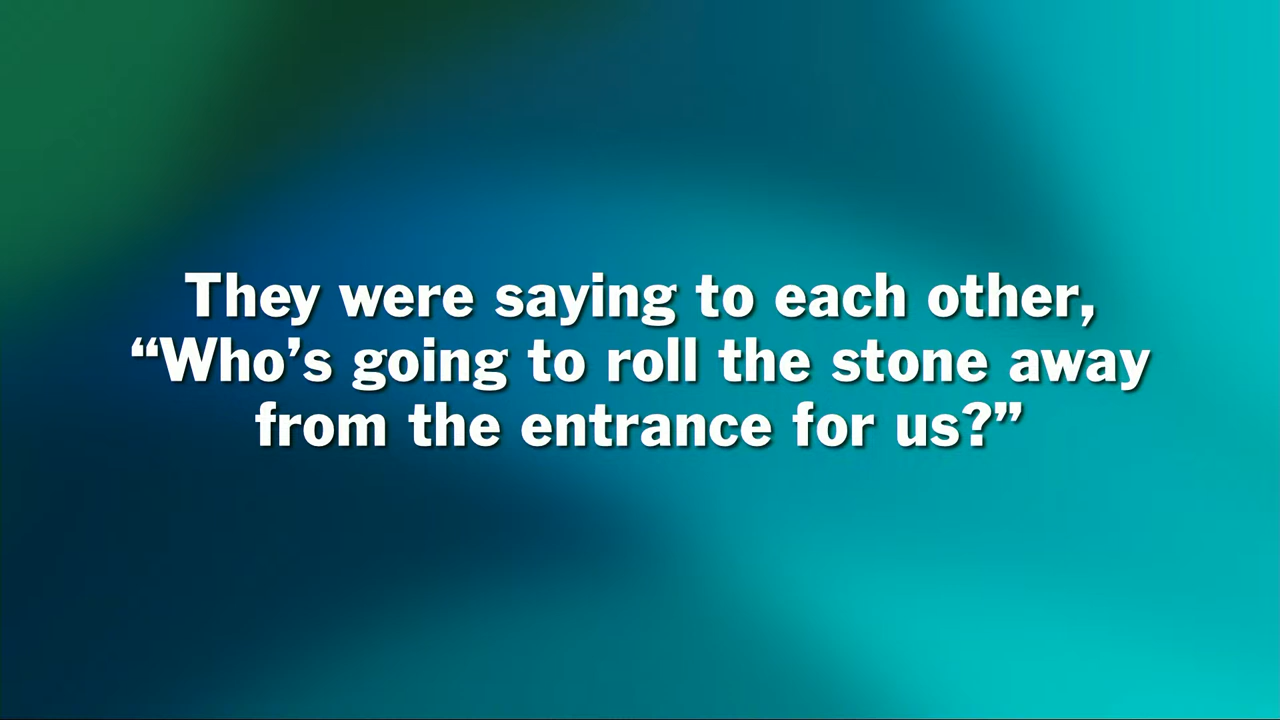 They were saying to each other,
“Who’s going to roll the stone away
from the entrance for us?”